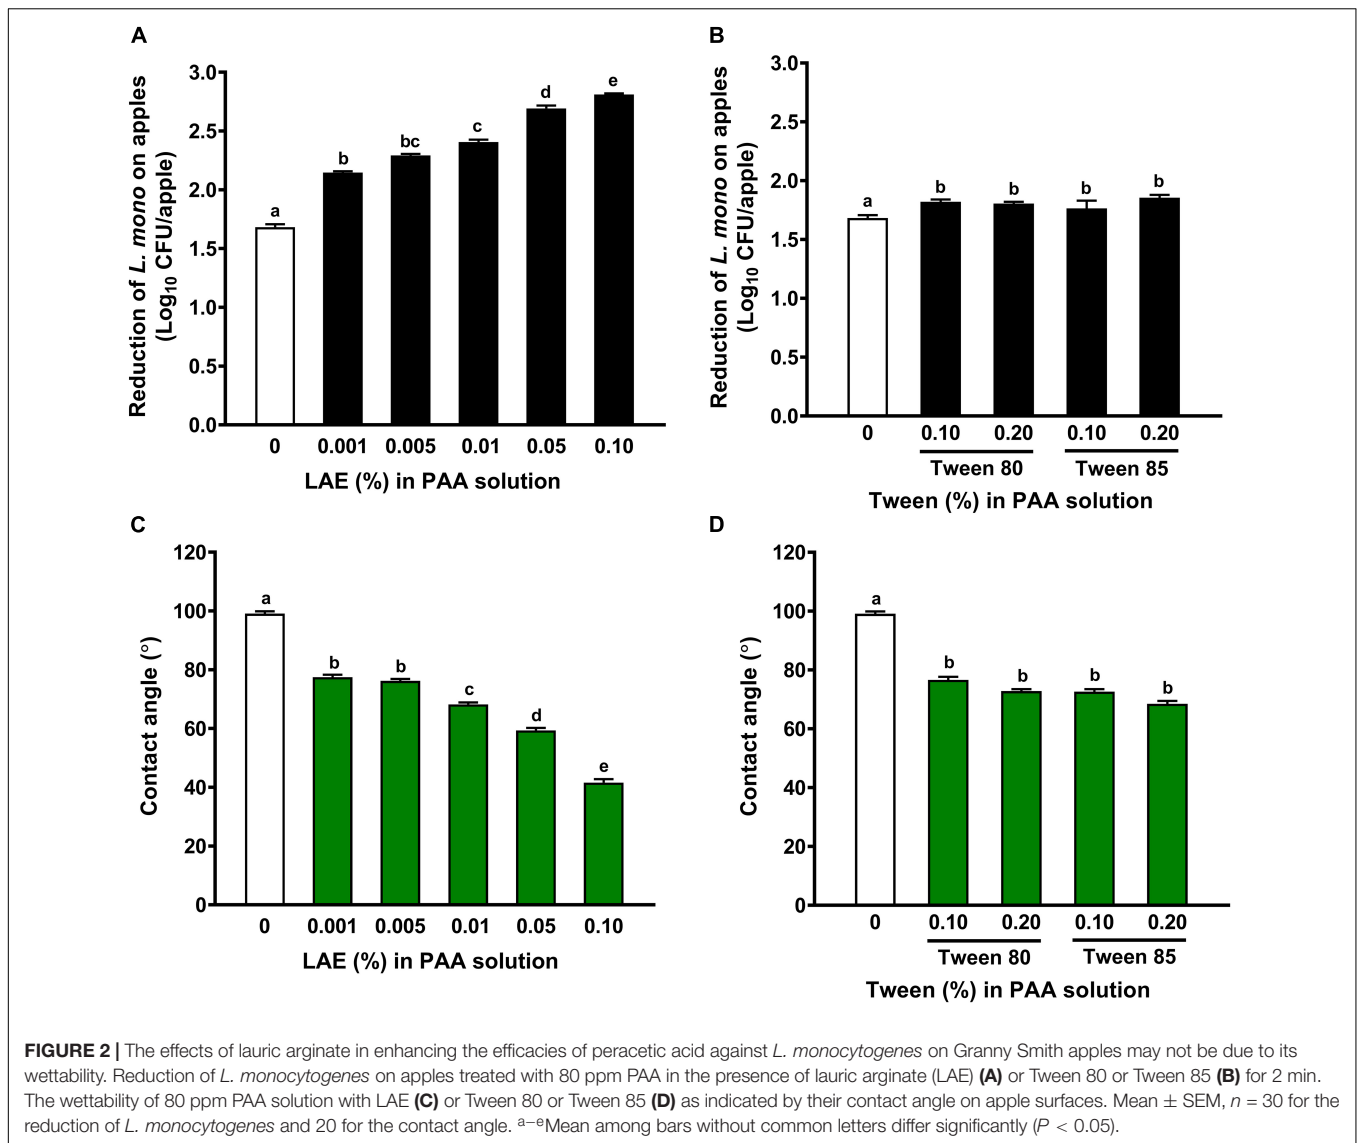 A
Reduction of L. mono on apples
(Log10 CFU/apple)
3.0
2.5
2.0
1.5
1.0
0.5
0.0
a
b
bc
c
d
e
0 0.001 0.005 0.01 0.05 0.10
LAE (%) in PAA solution
B
Reduction of L. mono on apples
(Log10 CFU/apple)
3.0
2.5
2.0
1.5
1.0
0.5
0.0
a
b
b
b
b
0 0.10 0.20 0.10 0.20
Tween 80 Tween 85
Tween (%) in PAA solution
C
Contact angle (°)
120
100
80
60
40
20
0
a
b
b
c
d
e
0 0.001 0.005 0.01 0.05 0.10
LAE (%) in PAA solution
D
Contact angle (°)
120
100
80
60
40
20
0
a
b
b
b
b
0 0.10 0.20 0.10 0.20
Tween 80 Tween 85
Tween (%) in PAA solution
FIGURE 2 | The effects of lauric arginate in enhancing the efficacies of peracetic acid against L. monocytogenes on Granny Smith apples may not be due to its
wettability. Reduction of L. monocytogenes on apples treated with 80 ppm PAA in the presence of lauric arginate (LAE) (A) or Tween 80 or Tween 85 (B) for 2 min.
The wettability of 80 ppm PAA solution with LAE (C) or Tween 80 or Tween 85 (D) as indicated by their contact angle on apple surfaces. Mean ± SEM, n = 30 for the
reduction of L. monocytogenes and 20 for the contact angle. a−eMean among bars without common letters differ significantly (P < 0.05).